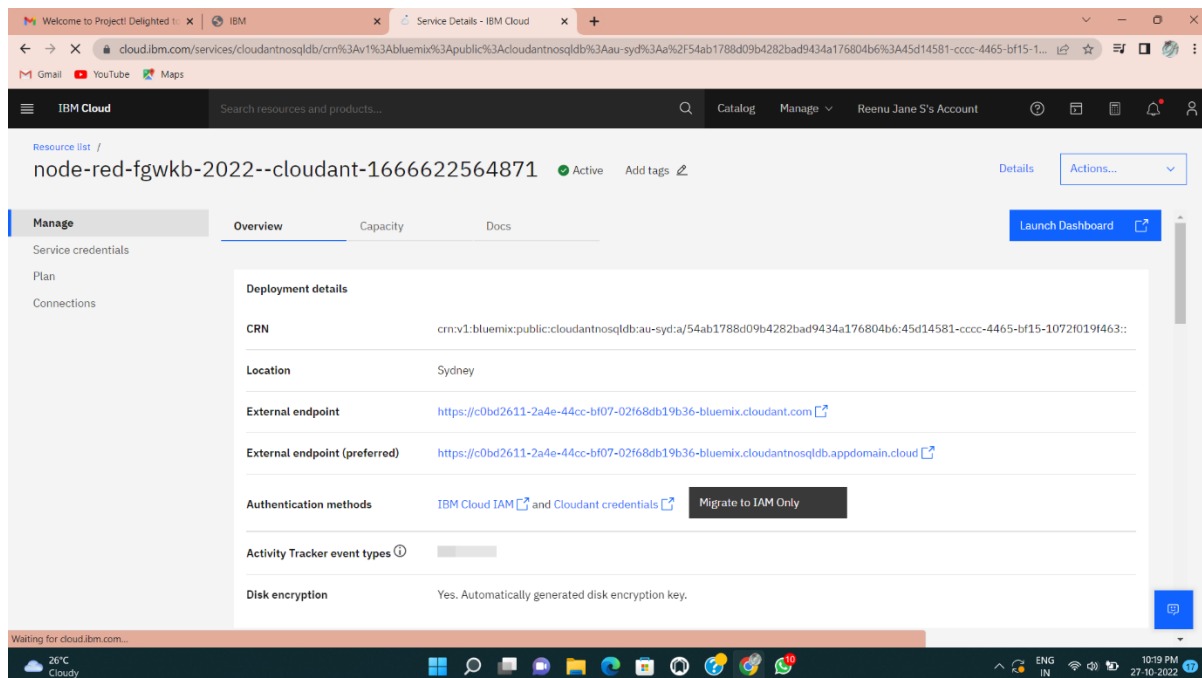 Welcome to Project! Delighted to
IBM
Service Details - IBM Cloud
cloud.ibm.com/services/cloudantnosqldb/crn%3Av1%3Abluemix%3Apublic%3Acloudantnosqldb%3Aau-syd%3Aa%2F54ab1788d09b4282bad9434a176804b6%3A45d14581-cccc-4465-bf15-1...
Gmail YouTube Maps
IBM Cloud Search resources and products... Catalog Manage Reenu Jane S's Account
Resource list /
node-red-fgwkb-2022--cloudant-1666622564871 Active Add tags Details Actions...
Manage Overview Capacity Docs Launch Dashboard
Service credentials
Plan
Connections
Deployment details
CRN crn:v1:bluemix:public:cloudantnosqldb:au-syd:a/54ab1788d09b4282bad9434a176804b6:45d14581-cccc-4465-bf15-1072f019f463::
Location Sydney
External endpoint https://c0bd2611-2a4e-44cc-bf07-02f68db19b36-bluemix.cloudant.com
External endpoint (preferred) https://c0bd2611-2a4e-44cc-bf07-02f68db19b36-bluemix.cloudantnosqldb.appdomain.cloud
Authentication methods IBM Cloud IAM and Cloudant credentials Migrate to IAM Only
Activity Tracker event types
Disk encryption Yes. Automatically generated disk encryption key.
Waiting for cloud.ibm.com...
26°C
Cloudy
10
ENG
IN
10:19 PM
27-10-2022
17